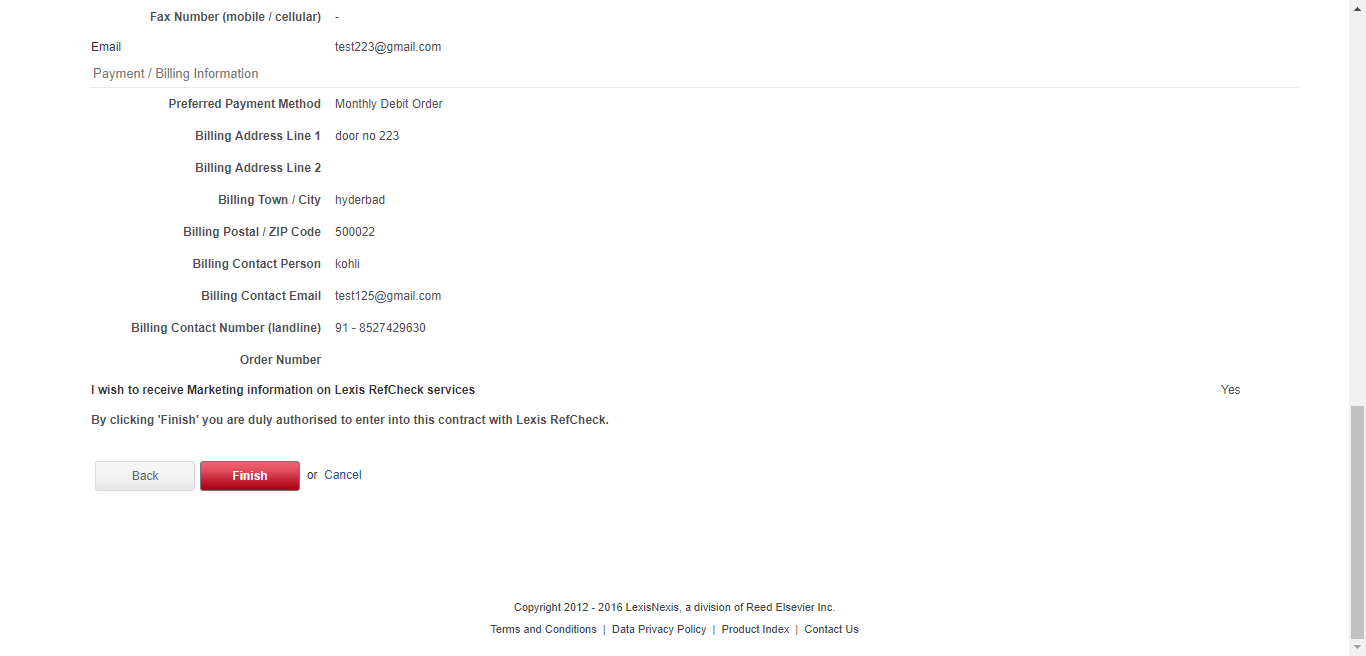 Fax Number (mobile / cellular) -
Email test223@gmail.com
Payment / Billing Information
Preferred Payment Method Monthly Debit Order
Billing Address Line 1 door no 223
Billing Address Line 2
Billing Town / City hyderbad
Billing Postal / ZIP Code 500022
Billing Contact Person kohli
Billing Contact Email test125@gmail.com
Billing Contact Number (landline) 91 - 8527429630
Order Number
I wish to receive Marketing information on Lexis RefCheck services Yes
By clicking 'Finish' you are duly authorised to enter into this contract with Lexis RefCheck.
Back Finish or Cancel
Copyright 2012 - 2016 LexisNexis, a division of Reed Elsevier Inc.
Terms and Conditions | Data Privacy Policy | Product Index | Contact Us